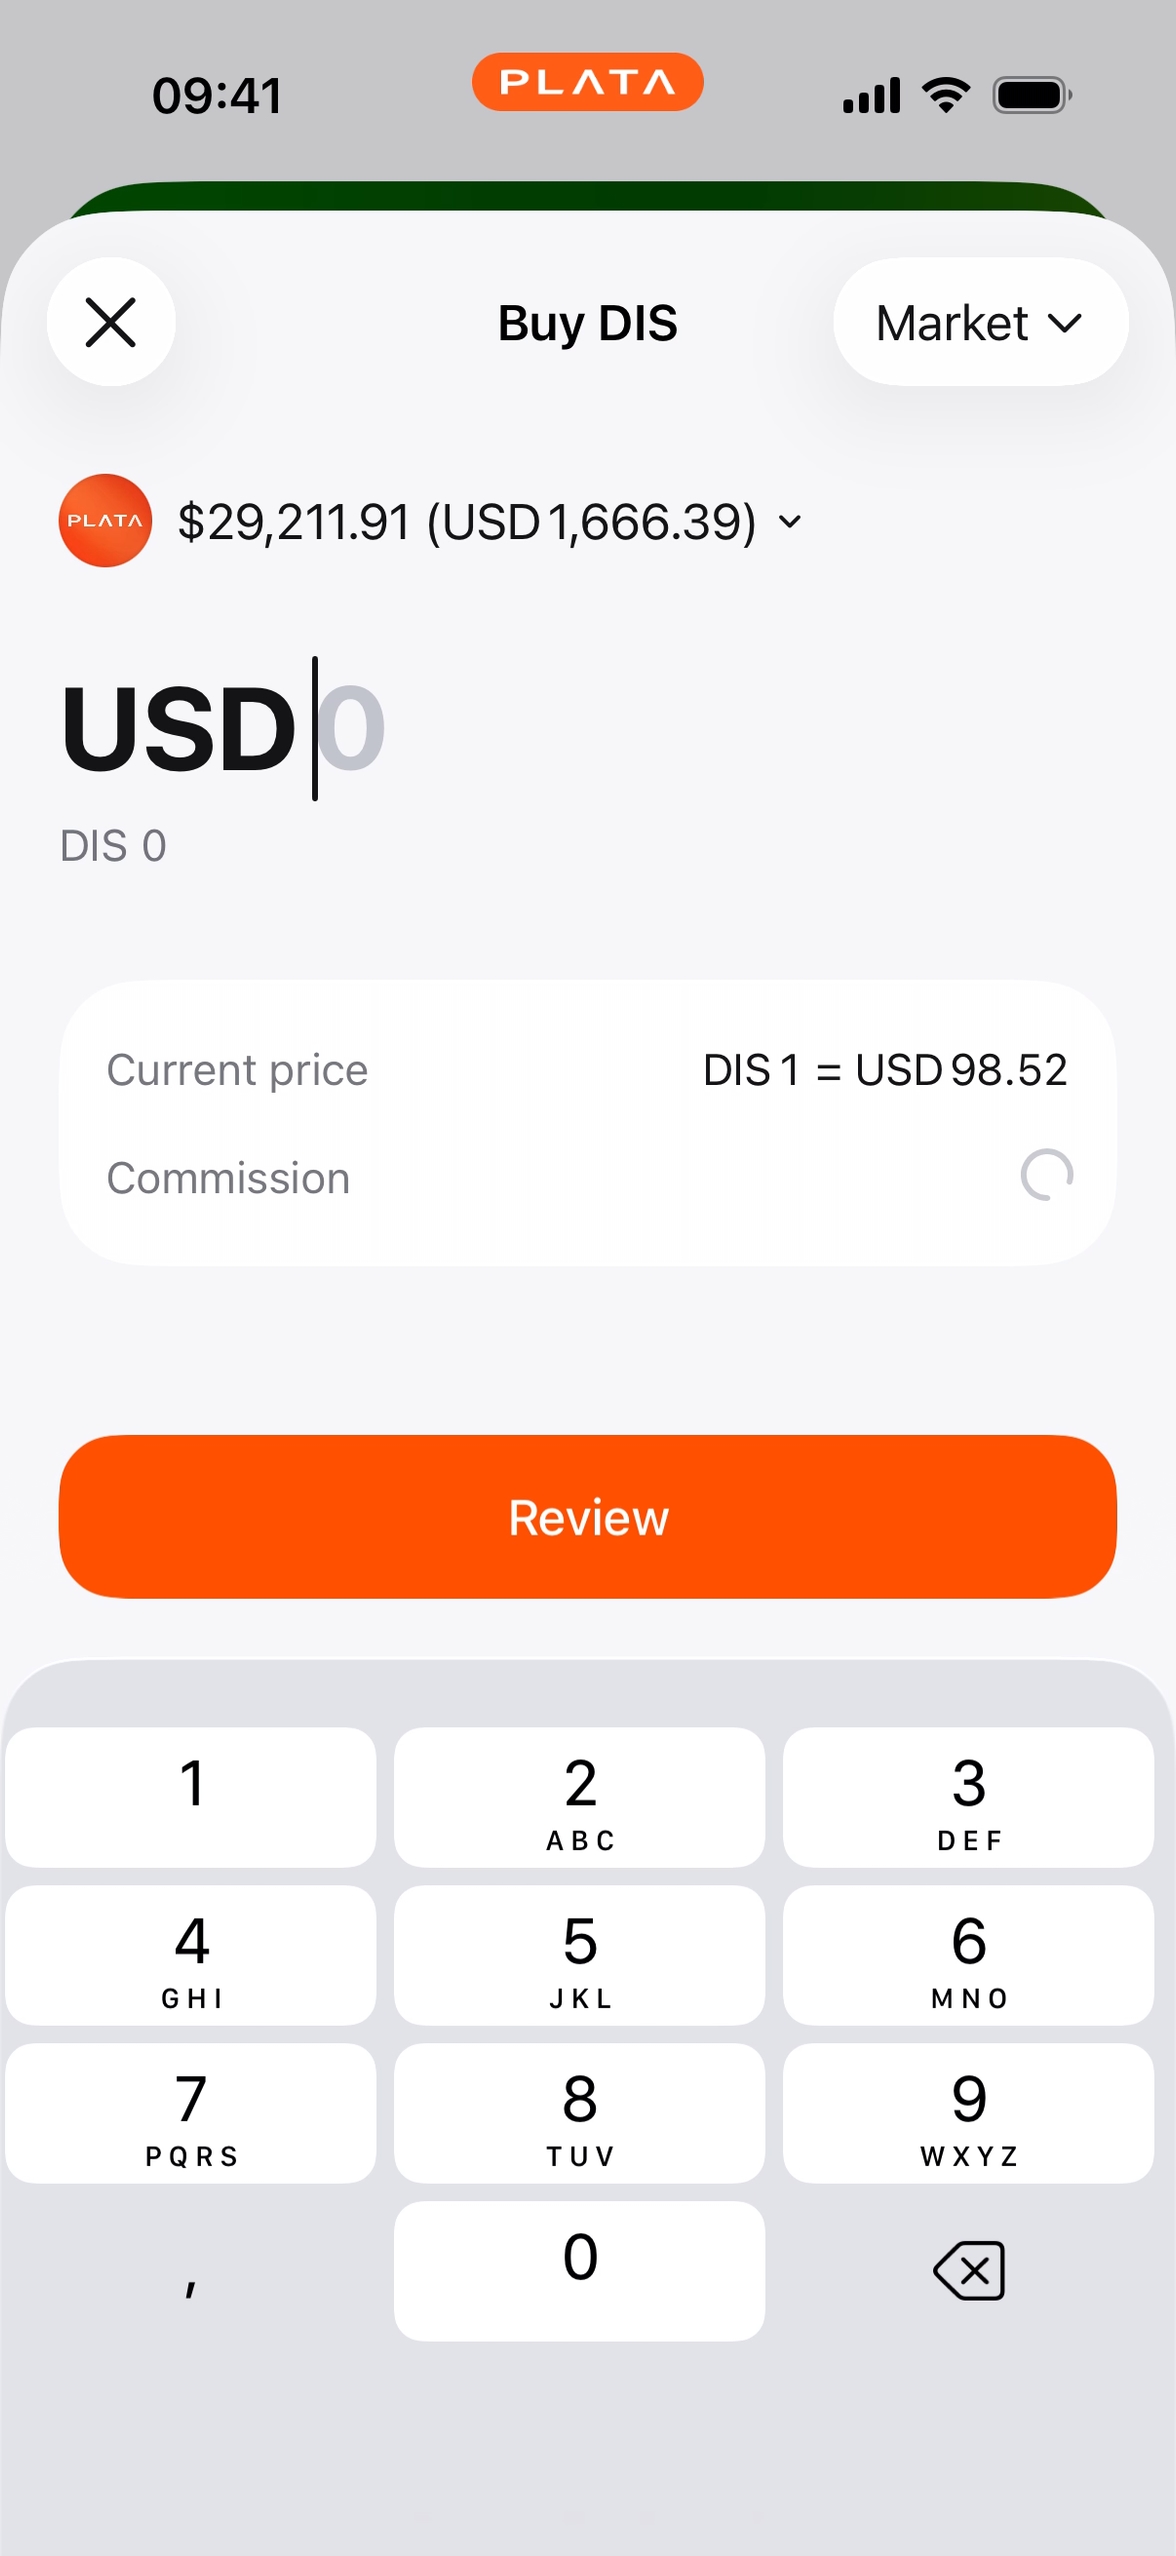 09:41
PLATA
Buy DIS
Market
PLATA
$29,211.91 (USD 1,666.39)
USD 0
DIS 0
Current price
DIS 1 = USD 98.52
Commission
Review
1
2
ABC
3
DEF
4
GHI
5
JKL
6
MNO
7
PQRS
8
TUV
9
WXYZ
,
0